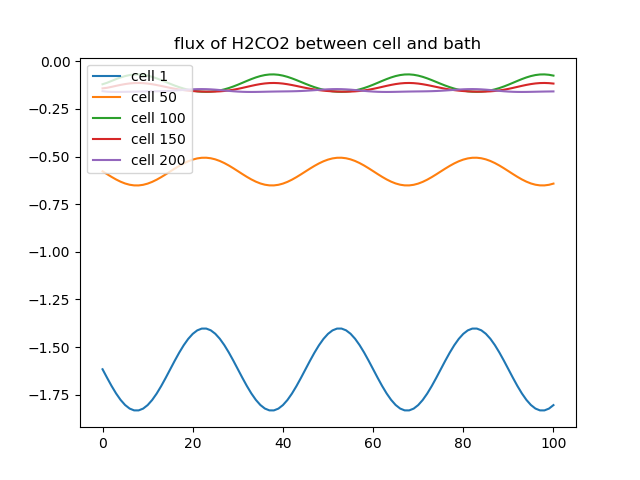 flux of H2CO2 between cell and bath
0.00
−0.25
−0.50
−0.75
−1.00
−1.25
−1.50
−1.75
cell 1
cell 50
cell 100
cell 150
cell 200
0 20 40 60 80 100